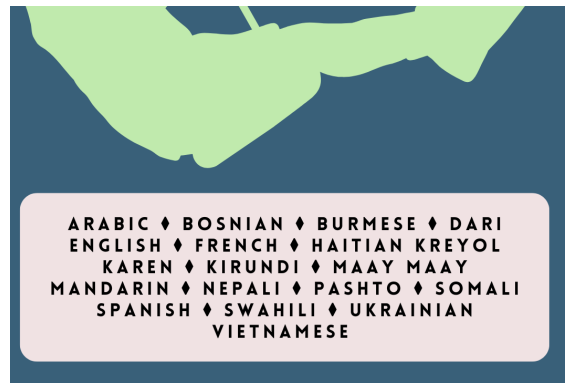 ARABIC ♦ BOSNIAN ♦ BURMESE ♦ DARI
ENGLISH ♦ FRENCH ♦ HAITIAN KREYOL
KAREN ♦ KIRUNDI ♦ MAAY MAAY
MANDARIN ♦ NEPALI ♦ PASHTO ♦ SOMALI
SPANISH ♦ SWAHILI ♦ UKRAINIAN
VIETNAMESE